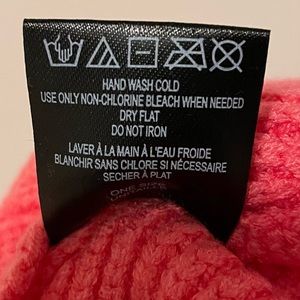 HAND WASH COLD
USE ONLY NON-CHLORINE BLEACH WHEN NEEDED
DRY FLAT
DO NOT IRON
LAVER À LA MAIN À L'EAU FROIDE
BLANCHIR SANS CHLORE SI NÉCESSAIRE
SECHER À PLAT
ONE SIZE